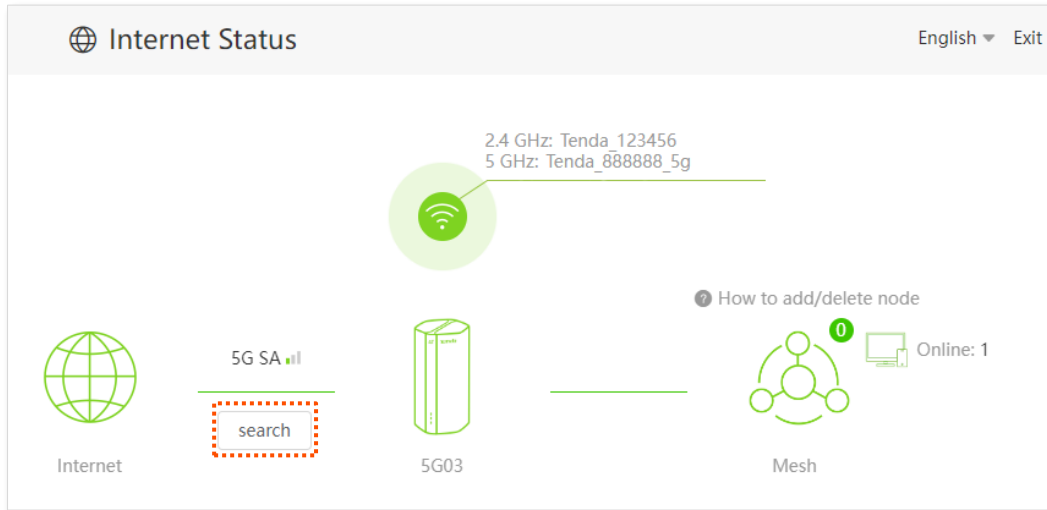 Internet Status
English
Exit
2.4 GHz: Tenda_123456
5 GHz: Tenda_888888_5g
How to add/delete node
0
5G SA
Online: 1
search
Internet
5G03
Mesh